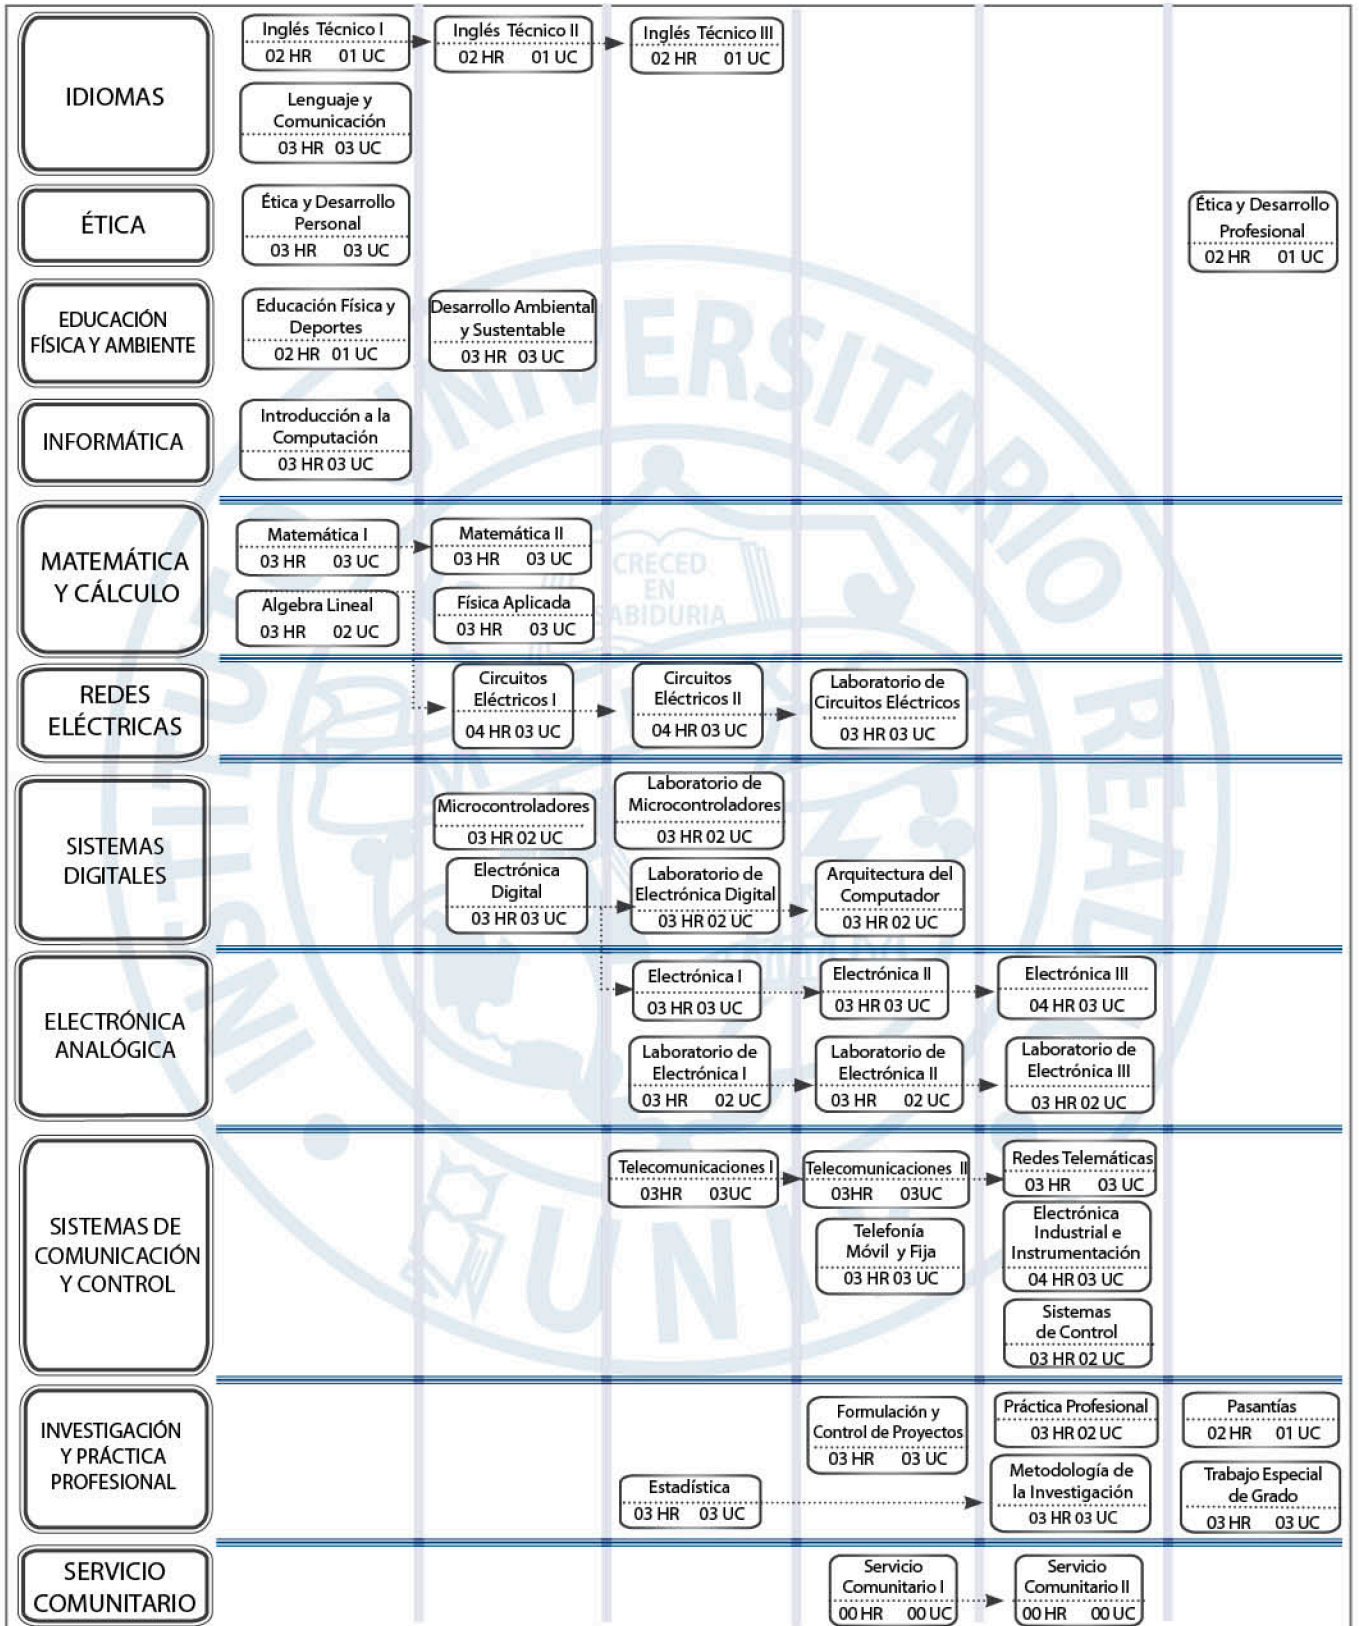 IDIOMAS
Inglés Técnico I
02 HR 01 UC
Inglés Técnico II
02 HR 01 UC
Inglés Técnico III
02 HR 01 UC
Lenguaje y
Comunicación
03 HR 03 UC
ÉTICA
Ética y Desarrollo
Personal
03 HR 03 UC
Ética y Desarrollo
Profesional
02 HR 01 UC
EDUCACIÓN
FÍSICA Y AMBIENTE
Educación Física y
Deportes
02 HR 01 UC
Desarrollo Ambiental
y Sustentable
03 HR 03 UC
INFORMÁTICA
Introducción a la
Computación
03 HR 03 UC
MATEMÁTICA
Y CÁLCULO
Matemática I
03 HR 03 UC
Matemática II
03 HR 03 UC
Algebra Lineal
03 HR 02 UC
Física Aplicada
03 HR 03 UC
REDES
ELÉCTRICAS
Circuitos
Eléctricos I
04 HR 03 UC
Circuitos
Eléctricos II
04 HR 03 UC
Laboratorio de
Circuitos Eléctricos
03 HR 03 UC
SISTEMAS
DIGITALES
Microcontroladores
03 HR 02 UC
Laboratorio de
Microcontroladores
03 HR 02 UC
Electrónica
Digital
03 HR 03 UC
Laboratorio de
Electrónica Digital
03 HR 02 UC
Arquitectura del
Computador
03 HR 02 UC
ELECTRÓNICA
ANALÓGICA
Electrónica I
03 HR 03 UC
Electrónica II
03 HR 03 UC
Electrónica III
04 HR 03 UC
Laboratorio de
Electrónica I
03 HR 02 UC
Laboratorio de
Electrónica II
03 HR 02 UC
Laboratorio de
Electrónica III
03 HR 02 UC
SISTEMAS DE
COMUNICACIÓN
Y CONTROL
Telecomunicaciones I
03HR 03UC
Telecomunicaciones II
03HR 03UC
Redes Telemáticas
03 HR 03 UC
Telefonía
Móvil y Fija
03 HR 03 UC
Electrónica
Industrial e
Instrumentación
04 HR 03 UC
Sistemas
de Control
03 HR 02 UC
INVESTIGACIÓN
Y PRÁCTICA
PROFESIONAL
Formulación y
Control de Proyectos
03 HR 03 UC
Práctica Profesional
03 HR 02 UC
Pasantías
02 HR 01 UC
Estadística
03 HR 03 UC
Metodología de
la Investigación
03 HR 03 UC
Trabajo Especial
de Grado
03 HR 03 UC
SERVICIO
COMUNITARIO
Servicio
Comunitario I
00 HR 00 UC
Servicio
Comunitario II
00 HR 00 UC
INSTITUTO UNIVERSITARIO READ
CRECED
EN
SABIDURIA